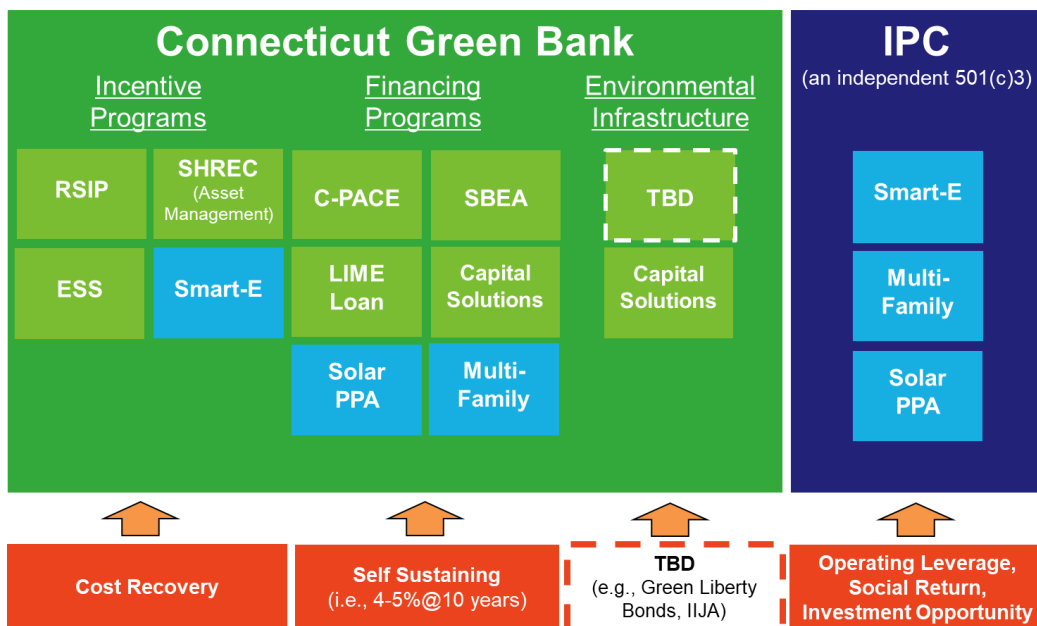 Connecticut Green Bank
IPC
(an independent 501(c)3)
Incentive
Programs
Financing
Programs
Environmental
Infrastructure
RSIP
SHREC
(Asset
Management)
C-PACE
SBEA
TBD
Smart-E
ESS
Smart-E
LIME
Loan
Capital
Solutions
Capital
Solutions
Multi-
Family
Solar
PPA
Multi-
Family
Solar
PPA
Cost Recovery
Self Sustaining
(i.e., 4-5%@10 years)
TBD
(e.g., Green Liberty
Bonds, IIJA)
Operating Leverage,
Social Return,
Investment Opportunity